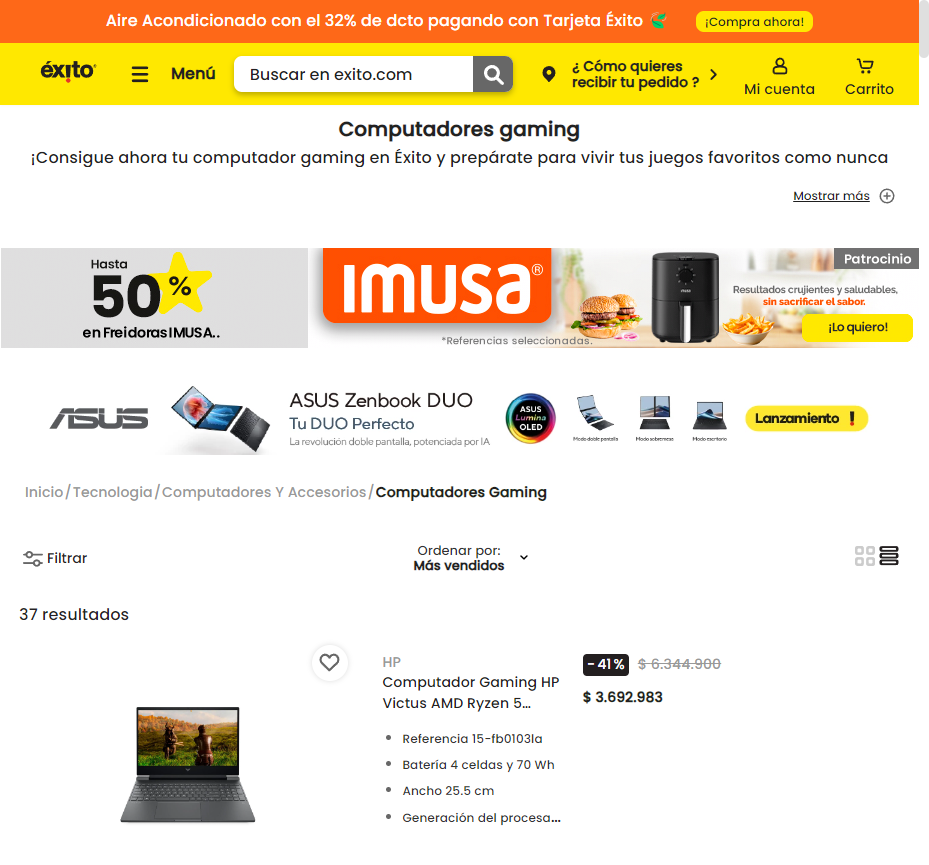 Aire Acondicionado con el 32% de dcto pagando con Tarjeta Éxito
¡Compra ahora!
éxito
Menú
Buscar en exito.com
¿ Cómo quieres
recibir tu pedido ?
Mi cuenta
Carrito
Computadores gaming
¡Consigue ahora tu computador gaming en Éxito y prepárate para vivir tus juegos favoritos como nunca
Mostrar más
Hasta
50%
en Freidoras IMUSA..
IMUSA®
Patrocinio
Resultados crujientes y saludables,
sin sacrificar el sabor.
¡Lo quiero!
*Referencias seleccionadas.
ASUS
ASUS Zenbook DUO
Tu DUO Perfecto
La revolución doble pantalla, potenciada por IA
ASUS
Lumina
OLED
Modo doble pantalla
Modo sobremesa
Modo escritorio
Lanzamiento !
Inicio/Tecnologia/Computadores Y Accesorios/Computadores Gaming
Filtrar
Ordenar por:
Más vendidos
37 resultados
HP
Computador Gaming HP
Victus AMD Ryzen 5...
• Referencia 15-fb0103la
• Batería 4 celdas y 70 Wh
• Ancho 25.5 cm
• Generación del procesa...
- 41% $ 6.344.900
$ 3.692.983